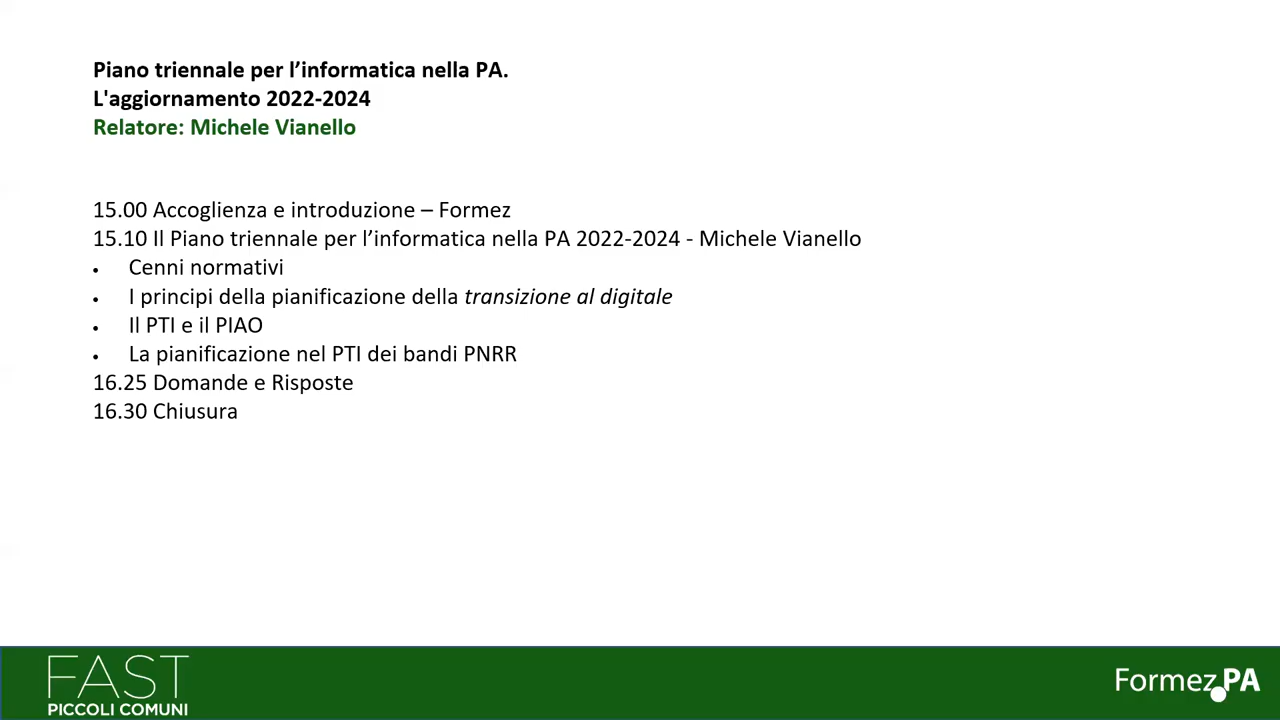 Piano triennale per l’informatica nella PA.
L'aggiornamento 2022-2024
Relatore: Michele Vianello
15.00 Accoglienza e introduzione – Formez
15.10 Il Piano triennale per l’informatica nella PA 2022-2024 - Michele Vianello
• Cenni normativi
• I principi della pianificazione della transizione al digitale
• Il PTI e il PIAO
• La pianificazione nel PTI dei bandi PNRR
16.25 Domande e Risposte
16.30 Chiusura
FAST
PICCOLI COMUNI
Formez PA